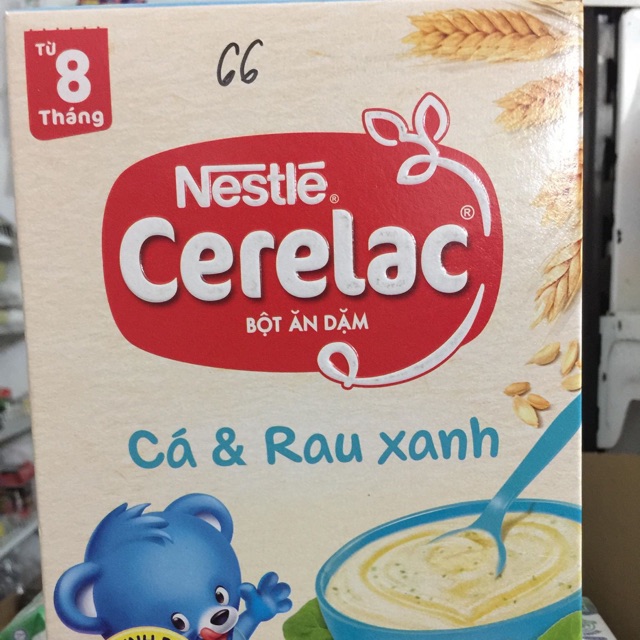 Từ
8
Tháng
66
Nestlé®
Cerelac®
BỘT ĂN DẶM
Cá & Rau xanh